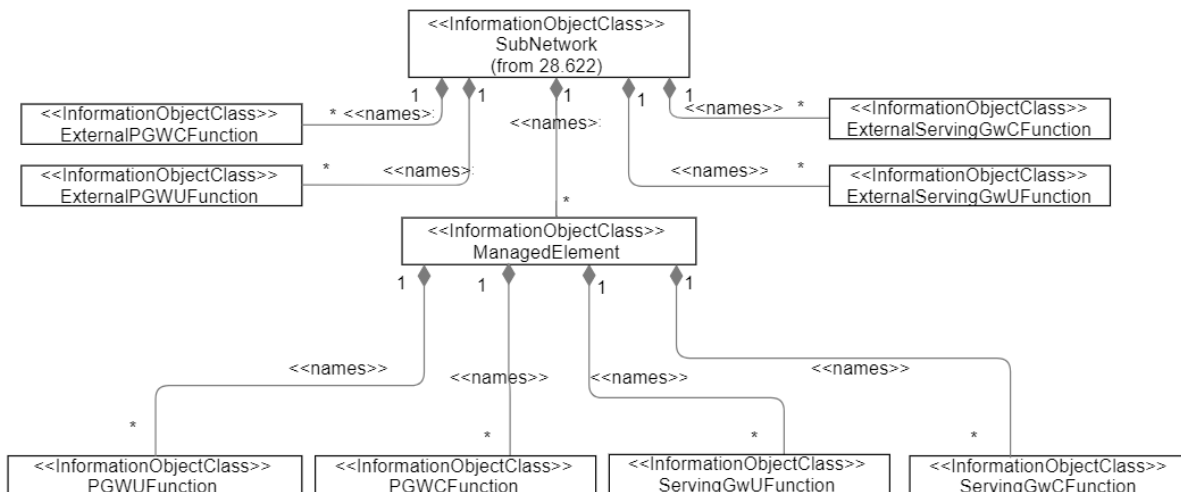 <<InformationObjectClass>>
SubNetwork
(from 28.622)
1
1
1
1
1
<<InformationObjectClass>>
ExternalPGWCFunction
* <<names>:
<<names>:
<<names>> *
<<InformationObjectClass>>
ExternalServingGwCFunction
<<InformationObjectClass>>
ExternalPGWUFunction
*
<<names>:
<<names>> *
<<InformationObjectClass>>
ExternalServingGwUFunction
*
<<InformationObjectClass>>
ManagedElement
1
1
1
1
<<names>>
<<names>>
<<names>>
<<names>>
*
*
*
*
<<InformationObjectClass>>
PGWUFunction
<<InformationObjectClass>>
PGWCFunction
<<InformationObjectClass>>
ServingGwUFunction
<<InformationObjectClass>>
ServingGwCFunction